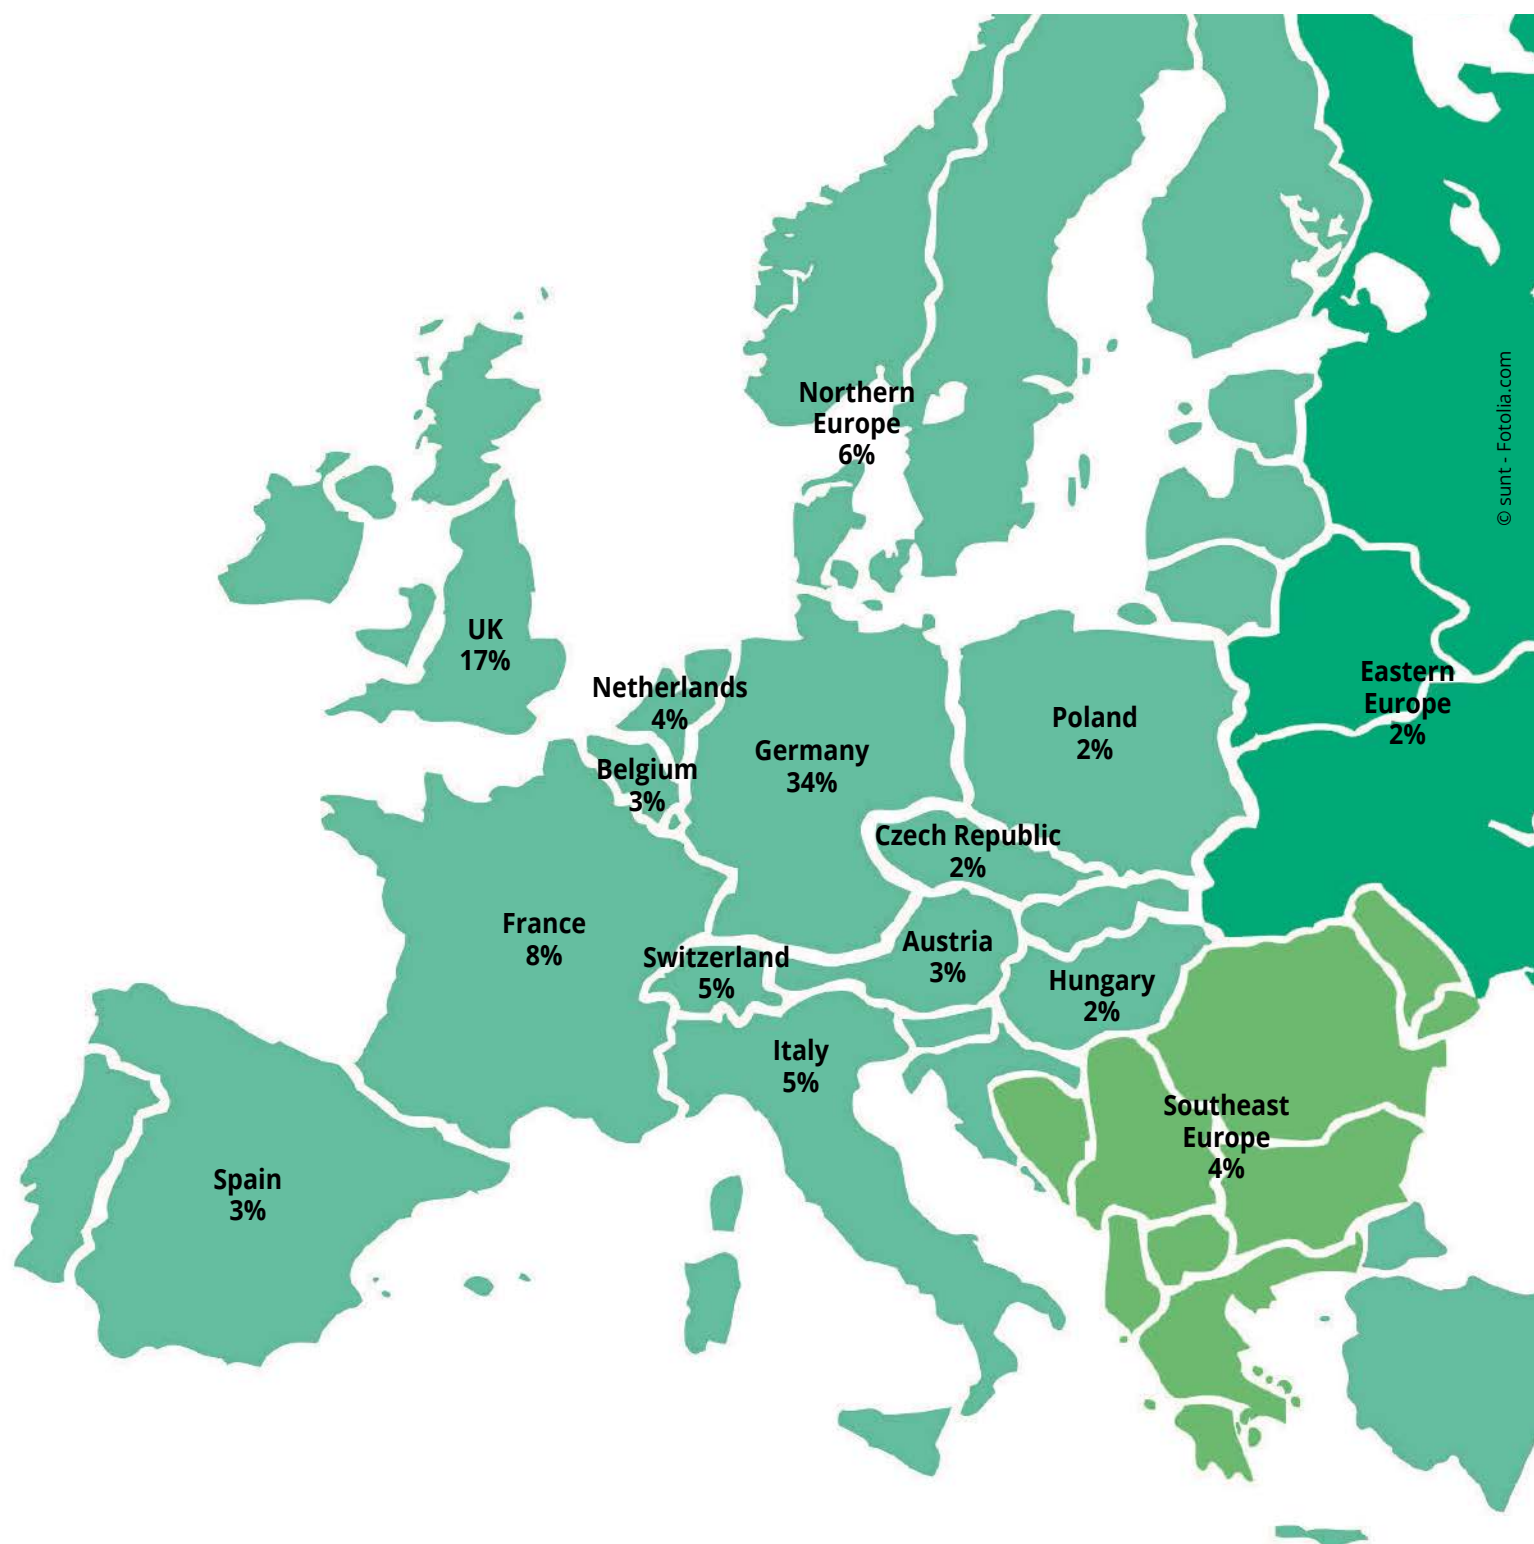 Northern
Europe
6%
© sunt - Fotolia.com
UK
17%
Netherlands
4%
Eastern
Europe
2%
Poland
2%
Germany
34%
Belgium
3%
Czech Republic
2%
France
8%
Austria
3%
Switzerland
5%
Hungary
2%
Italy
5%
Southeast
Europe
4%
Spain
3%